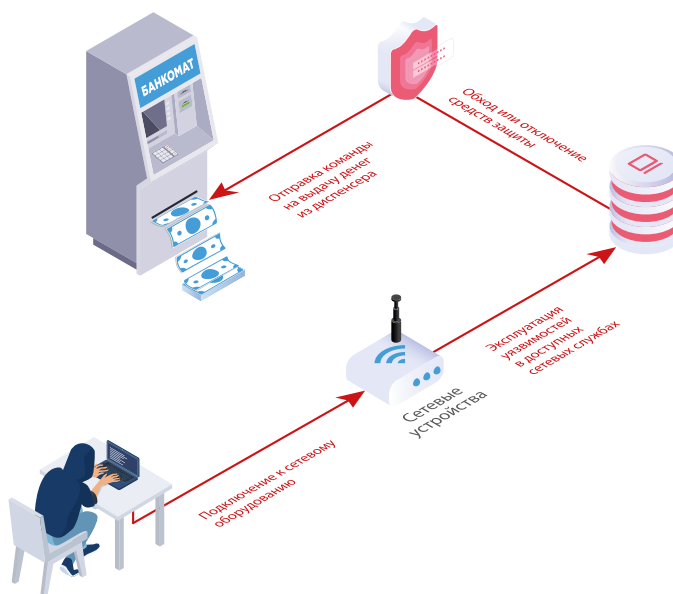 БАНКОМАТ
Обход или отключение
средств защиты
Отправка команды
на выдачу денег
из диспенсера
Эксплуатация
уязвимостей
в доступных
сетевых службах
Сетевые
устройства
Подключение к сетевому
оборудованию